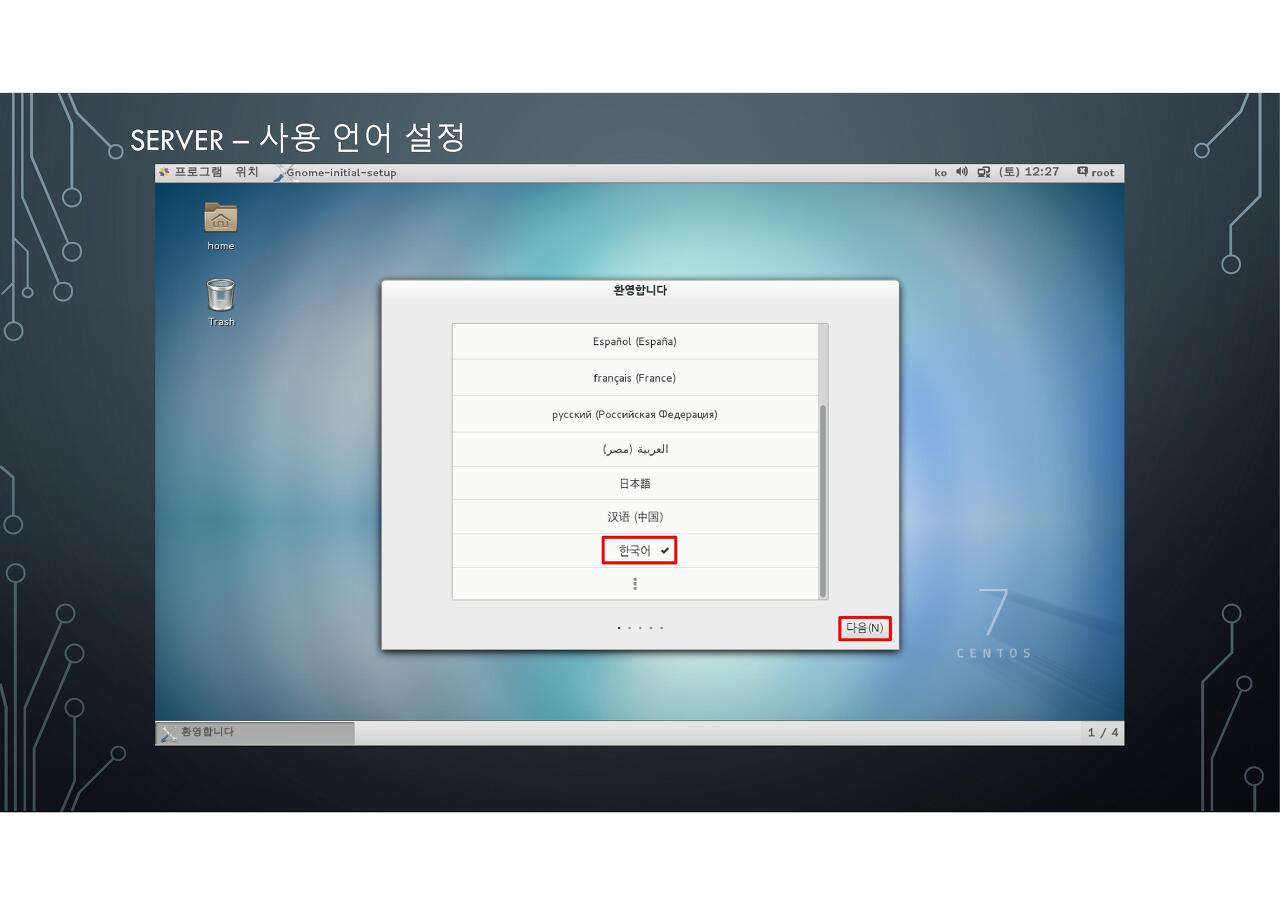 SERVER – 사용 언어 설정
프로그램 위치 Gnome-initial-setup ko (토) 12:27 root
home
Trash
환영합니다
Español (España)
français (France)
русский (Российская Федерация)
العربية (مصر)
日本語
汉语 (中国)
한국어
다음(N)
7
CENTOS
환영합니다 1 / 4